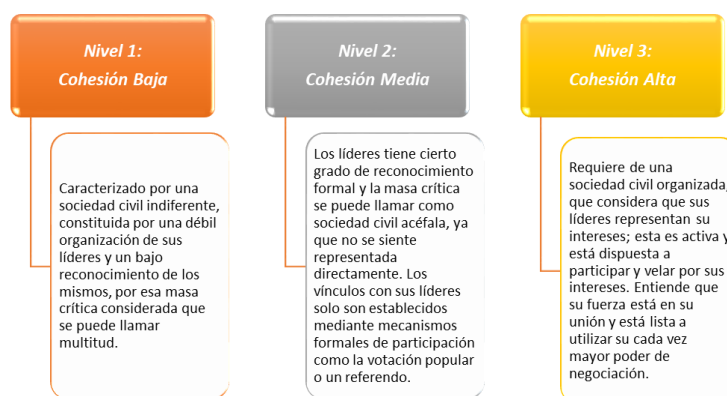 Nivel 1:
Cohesión Baja
Caracterizado por una
sociedad civil indiferente,
constituida por una débil
organización de sus
líderes y un bajo
reconocimiento de los
mismos, por esa masa
crítica considerada que
se puede llamar
multitud.
Nivel 2:
Cohesión Media
Los líderes tiene cierto
grado de reconocimiento
formal y la masa crítica
se puede llamar como
sociedad civil acéfala, ya
que no se siente
representada
directamente. Los
vínculos con sus líderes
solo son establecidos
mediante mecanismos
formales de participación
como la votación popular
o un referendo.
Nivel 3:
Cohesión Alta
Requiere de una
sociedad civil organizada,
que considera que sus
líderes representan su
intereses; esta es activa y
está dispuesta a
participar y velar por sus
intereses. Entiende que
su fuerza está en su
unión y está lista a
utilizar su cada vez
mayor poder de
negociación.